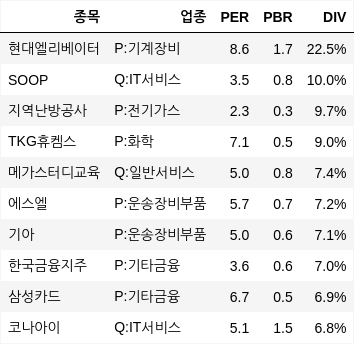 종목 업종 PER PBR DIV
현대엘리베이터 P:기계장비 8.6 1.7 22.5%
SOOP Q:IT서비스 3.5 0.8 10.0%
지역난방공사 P:전기가스 2.3 0.3 9.7%
TKG휴켐스 P:화학 7.1 0.5 9.0%
메가스터디교육 Q:일반서비스 5.0 0.8 7.4%
에스엘 P:운송장비부품 5.7 0.7 7.2%
기아 P:운송장비부품 5.0 0.6 7.1%
한국금융지주 P:기타금융 3.6 0.6 7.0%
삼성카드 P:기타금융 6.7 0.5 6.9%
코나아이 Q:IT서비스 5.1 1.5 6.8%